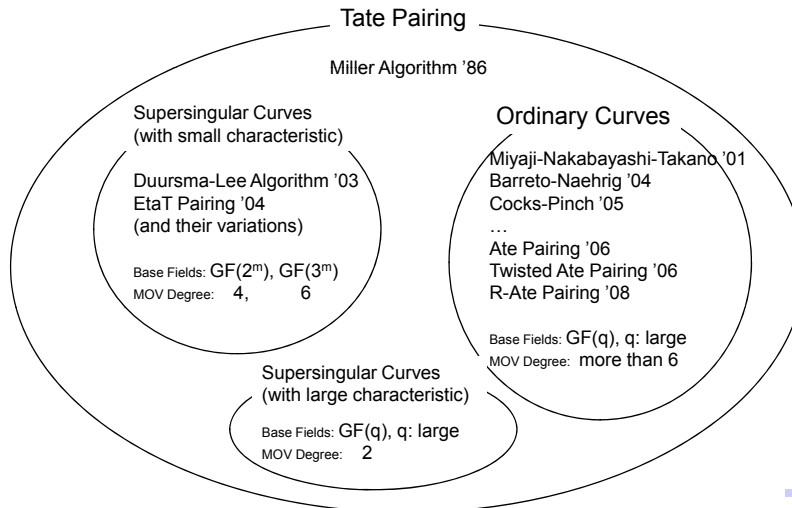 Tate Pairing
Miller Algorithm ’86
Supersingular Curves
(with small characteristic)
Duursma-Lee Algorithm ’03
EtaT Pairing ’04
(and their variations)
Base Fields: GF(2ᵐ), GF(3ᵐ)
MOV Degree: 4, 6
Ordinary Curves
Miyaji-Nakabayashi-Takano ’01
Barreto-Naehrig ’04
Cocks-Pinch ’05
…
Ate Pairing ’06
Twisted Ate Pairing ’06
R-Ate Pairing ’08
Base Fields: GF(q), q: large
MOV Degree: more than 6
Supersingular Curves
(with large characteristic)
Base Fields: GF(q), q: large
MOV Degree: 2